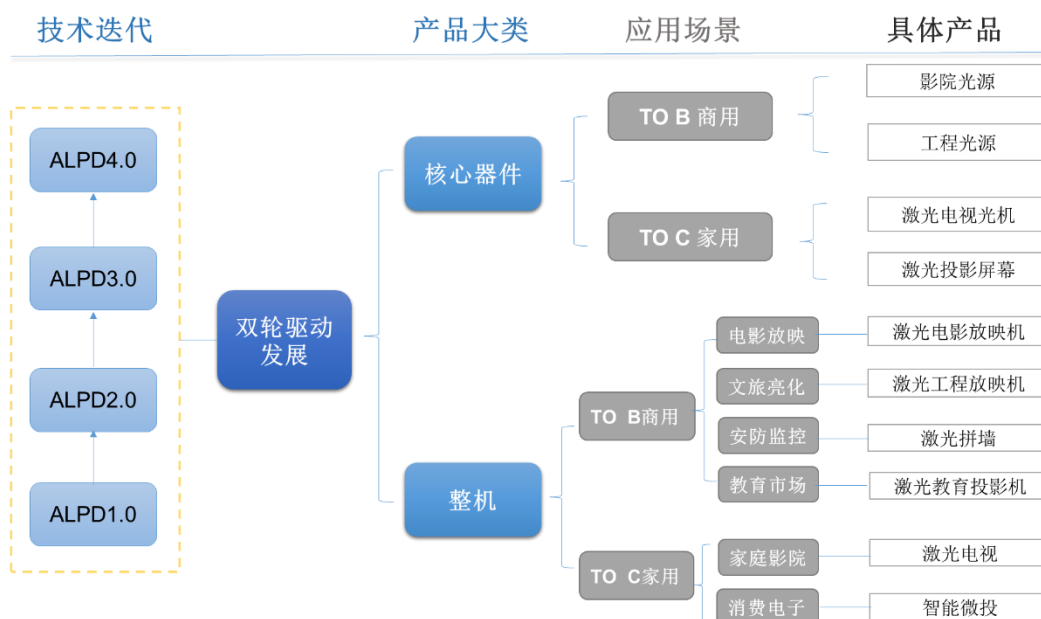 技术迭代
产品大类
应用场景
具体产品
ALPD4.0
ALPD3.0
ALPD2.0
ALPD1.0
双轮驱动
发展
核心器件
整机
TO B 商用
TO C 家用
影院光源
工程光源
激光电视光机
激光投影屏幕
TO B商用
电影放映
文旅亮化
安防监控
教育市场
激光电影放映机
激光工程放映机
激光拼墙
激光教育投影机
TO C家用
家庭影院
消费电子
激光电视
智能微投